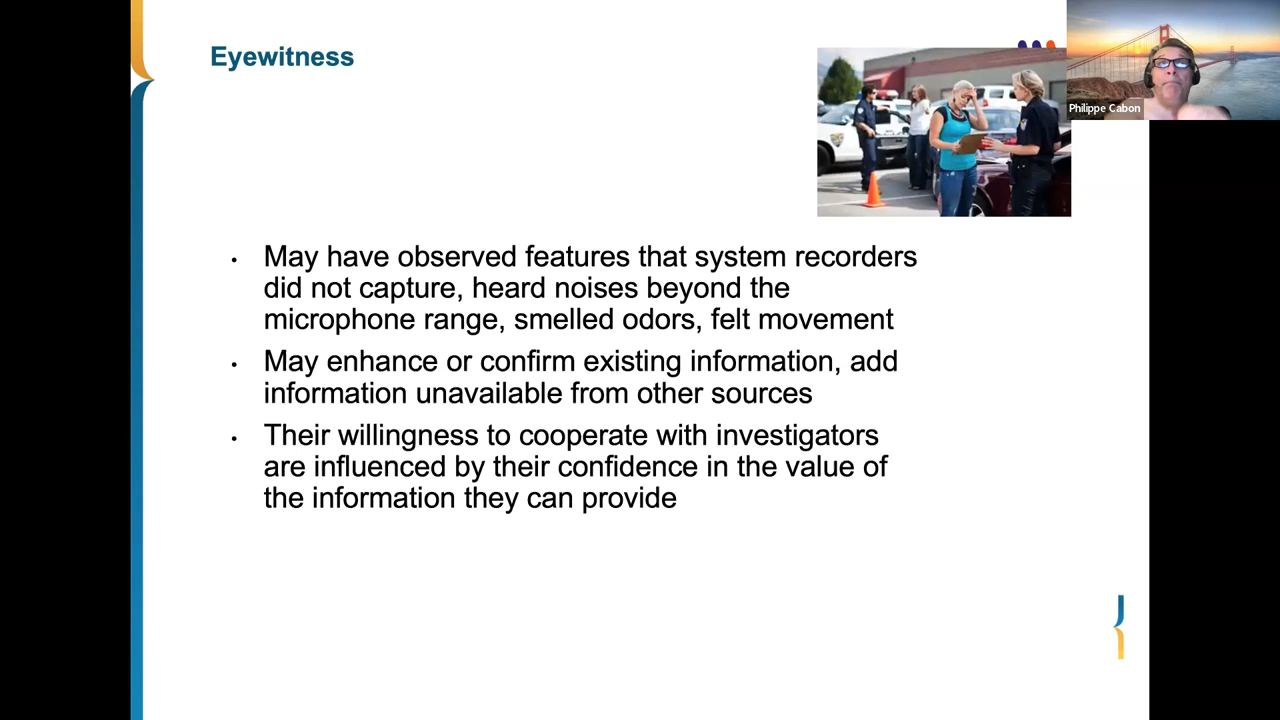 Eyewitness
Philippe Cabon
• May have observed features that system recorders
did not capture, heard noises beyond the
microphone range, smelled odors, felt movement
• May enhance or confirm existing information, add
information unavailable from other sources
• Their willingness to cooperate with investigators
are influenced by their confidence in the value of
the information they can provide